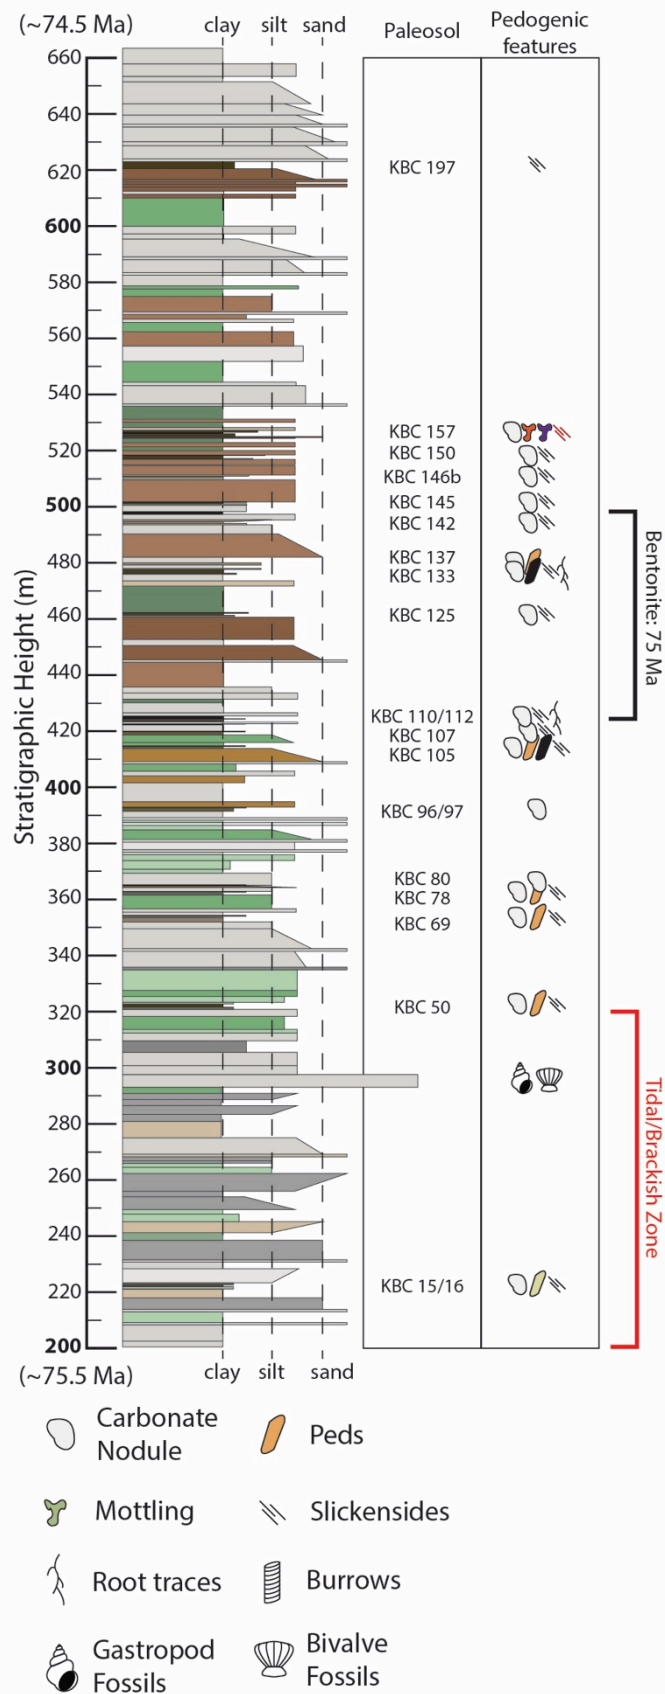 (~74.5 Ma) clay silt sand Paleosol Pedogenic
features
660
640
620 KBC 197
600
580
560
540
KBC 157
520 KBC 150
KBC 146b
500 KBC 145
KBC 142
480 KBC 137
KBC 133
460 KBC 125
440
KBC 110/112
420 KBC 107
KBC 105
400
KBC 96/97
380
KBC 80
360 KBC 78
KBC 69
340
320 KBC 50
300
280
260
240
220 KBC 15/16
200
Stratigraphic Height (m)
Bentonite: 75 Ma
Tidal/Brackish Zone
(~75.5 Ma) clay silt sand
Carbonate
Nodule
Peds
Mottling
Slickensides
Root traces
Burrows
Gastropod
Fossils
Bivalve
Fossils